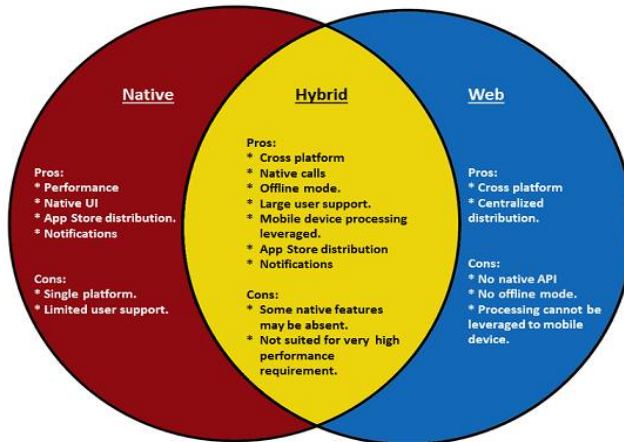 Native
Pros:
* Performance
* Native UI
* App Store distribution.
* Notifications
Cons:
* Single platform.
* Limited user support.
Hybrid
Pros:
* Cross platform
* Native calls
* Offline mode.
* Large user support.
* Mobile device processing
leveraged.
* App Store distribution
* Notifications
Cons:
* Some native features
may be absent.
* Not suited for very high
performance
requirement.
Web
Pros:
* Cross platform
* Centralized
distribution.
Cons:
* No native API
* No offline mode.
* Processing cannot be
leveraged to mobile
device.